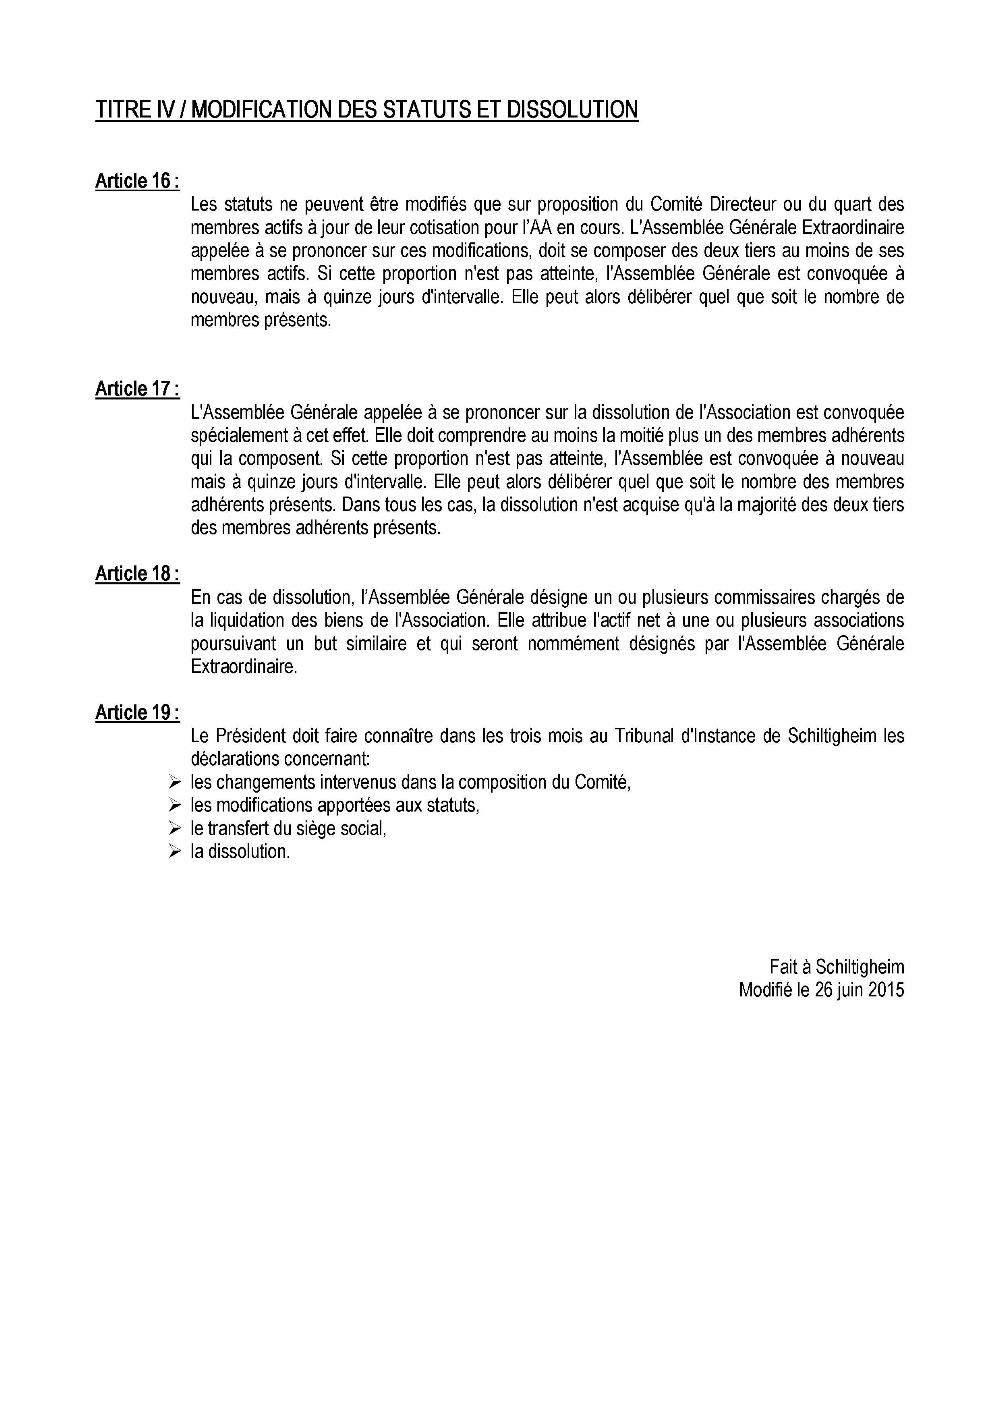 TITRE IV / MODIFICATION DES STATUTS ET DISSOLUTION
Article 16 :
Les statuts ne peuvent être modifiés que sur proposition du Comité Directeur ou du quart des
membres actifs à jour de leur cotisation pour l’AA en cours. L'Assemblée Générale Extraordinaire
appelée à se prononcer sur ces modifications, doit se composer des deux tiers au moins de ses
membres actifs. Si cette proportion n'est pas atteinte, l'Assemblée Générale est convoquée à
nouveau, mais à quinze jours d'intervalle. Elle peut alors délibérer quel que soit le nombre de
membres présents.
Article 17 :
L'Assemblée Générale appelée à se prononcer sur la dissolution de l'Association est convoquée
spécialement à cet effet. Elle doit comprendre au moins la moitié plus un des membres adhérents
qui la composent. Si cette proportion n'est pas atteinte, l'Assemblée est convoquée à nouveau
mais à quinze jours d'intervalle. Elle peut alors délibérer quel que soit le nombre des membres
adhérents présents. Dans tous les cas, la dissolution n'est acquise qu'à la majorité des deux tiers
des membres adhérents présents.
Article 18 :
En cas de dissolution, l’Assemblée Générale désigne un ou plusieurs commissaires chargés de
la liquidation des biens de l'Association. Elle attribue l'actif net à une ou plusieurs associations
poursuivant un but similaire et qui seront nommément désignés par l'Assemblée Générale
Extraordinaire.
Article 19 :
Le Président doit faire connaître dans les trois mois au Tribunal d'Instance de Schiltigheim les
déclarations concernant:
➢ les changements intervenus dans la composition du Comité,
➢ les modifications apportées aux statuts,
➢ le transfert du siège social,
➢ la dissolution.
Fait à Schiltigheim
Modifié le 26 juin 2015